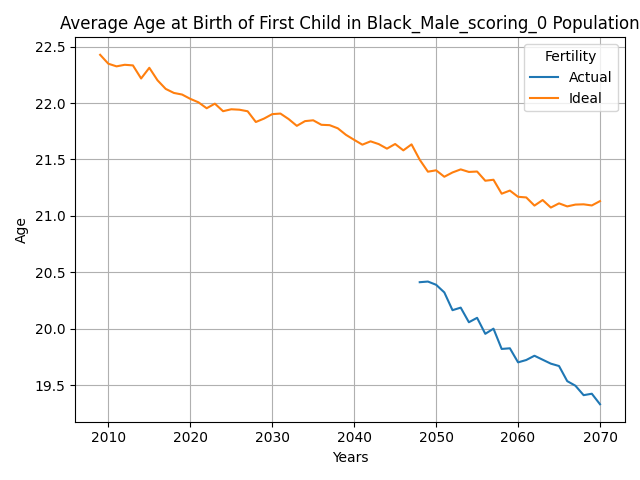 Average Age at Birth of First Child in Black_Male_scoring_0 Population
Fertility
Actual
Ideal
Age
22.5
22.0
21.5
21.0
20.5
20.0
19.5
2010 2020 2030 2040 2050 2060 2070
Years